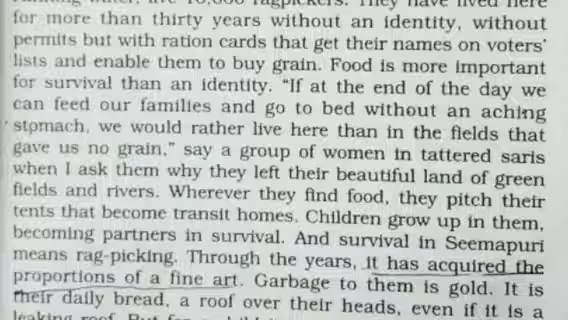 for more than thirty years without an identity, without
permits but with ration cards that get their names on voters'
lists and enable them to buy grain. Food is more important
for survival than an identity. “If at the end of the day we
can feed our families and go to bed without an aching
stomach, we would rather live here than in the fields that
gave us no grain,” say a group of women in tattered saris
when I ask them why they left their beautiful land of green
fields and rivers. Wherever they find food, they pitch their
tents that become transit homes. Children grow up in them,
becoming partners in survival. And survival in Seemapuri
means rag-picking. Through the years, it has acquired the
proportions of a fine art. Garbage to them is gold. It is
their daily bread, a roof over their heads, even if it is a